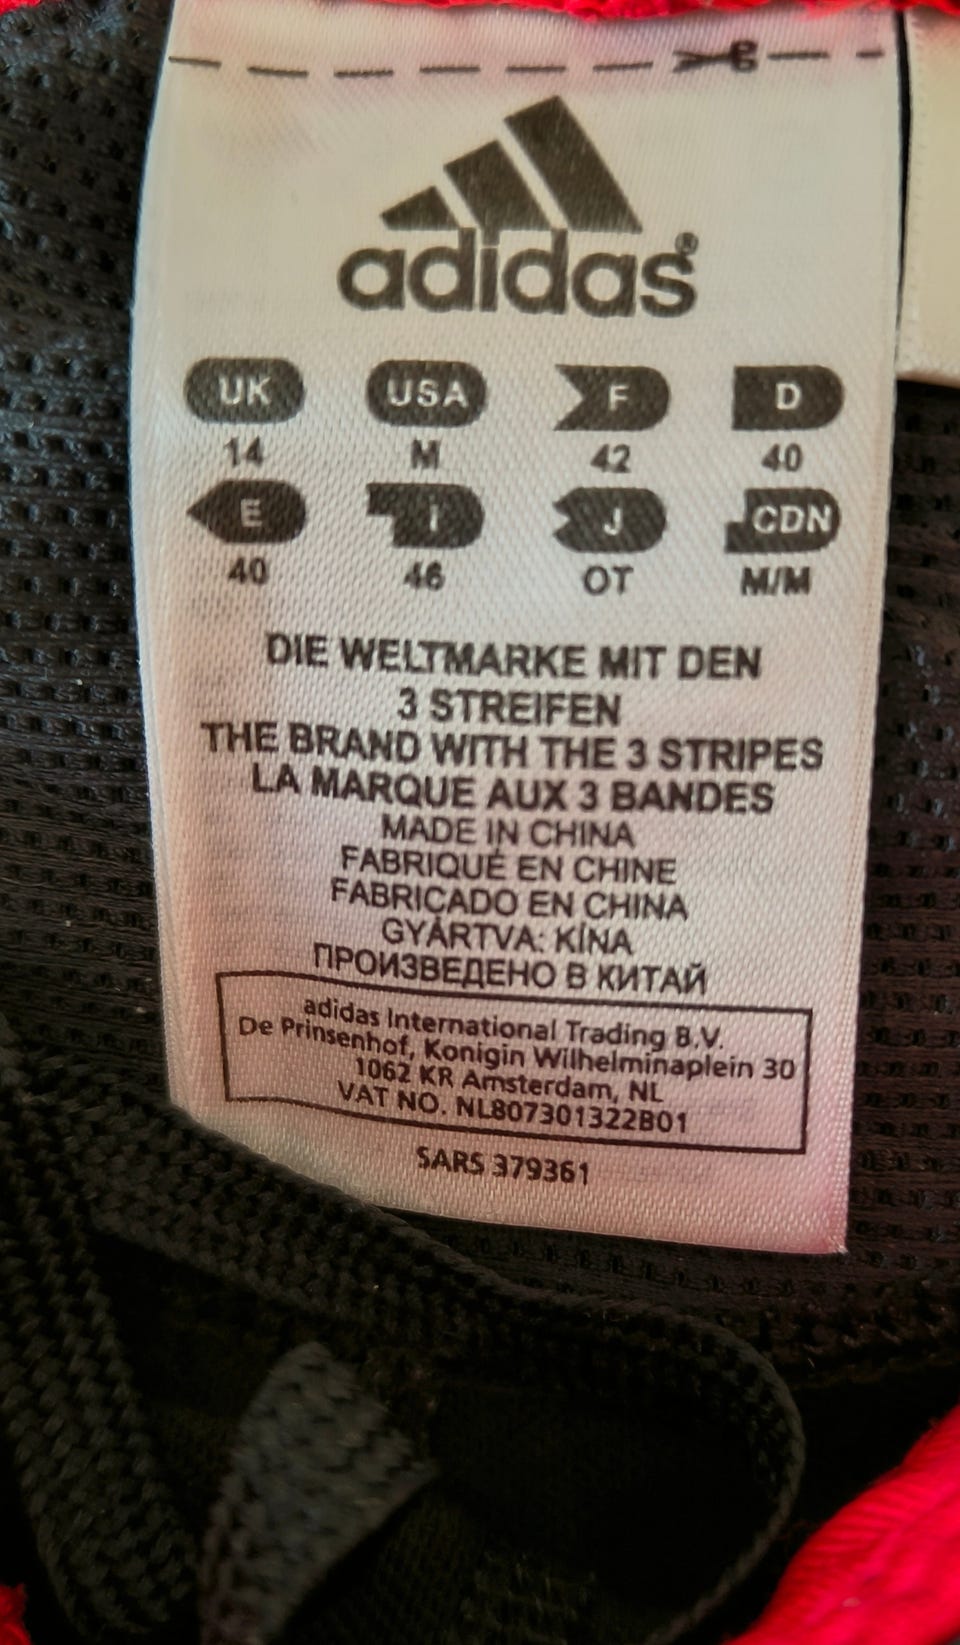 adidas®
UK USA F D
14 M 42 40
E I J CDN
40 46 OT M/M
DIE WELTMARKE MIT DEN
3 STREIFEN
THE BRAND WITH THE 3 STRIPES
LA MARQUE AUX 3 BANDES
MADE IN CHINA
FABRIQUÉ EN CHINE
FABRICADO EN CHINA
GYÁRTVA: KÍNA
ПРОИЗВЕДЕНО В КИТАЙ
adidas International Trading B.V.
De Prinsenhof, Konigin Wilhelminaplein 30
1062 KR Amsterdam, NL
VAT NO. NL807301322B01
SARS 379361